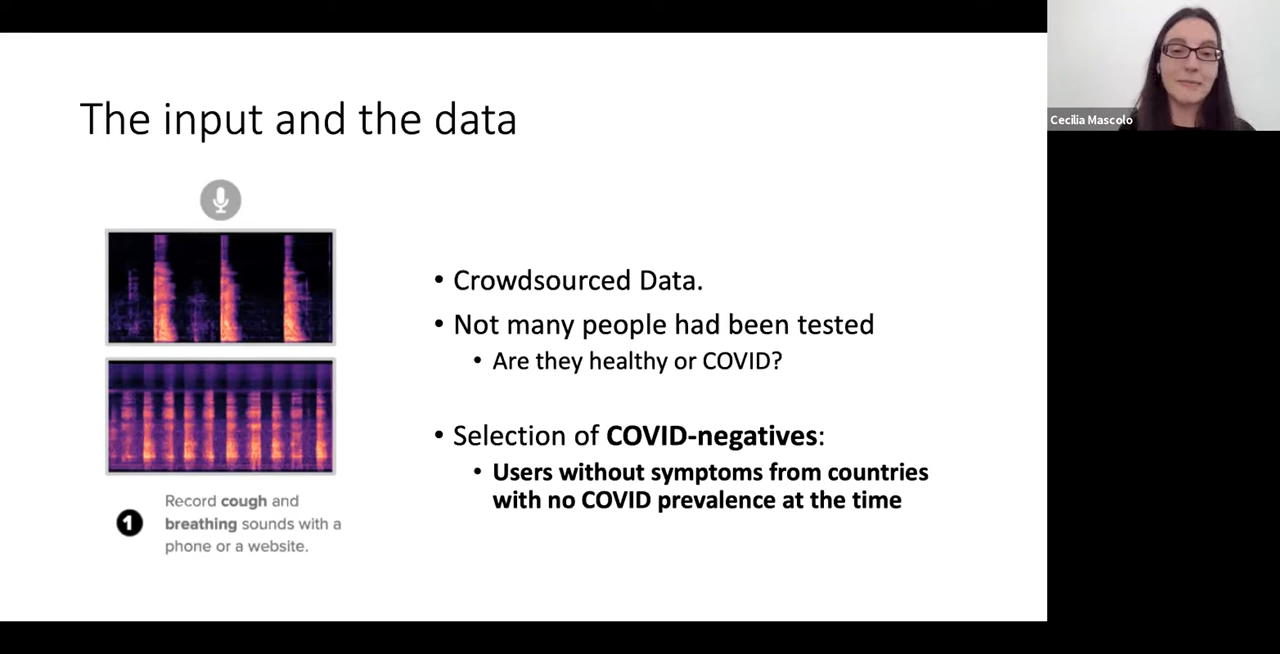 The input and the data
Record cough and
breathing sounds with a
phone or a website.
1
• Crowdsourced Data.
• Not many people had been tested
• Are they healthy or COVID?
• Selection of COVID-negatives:
• Users without symptoms from countries
with no COVID prevalence at the time
Cecilia Mascolo